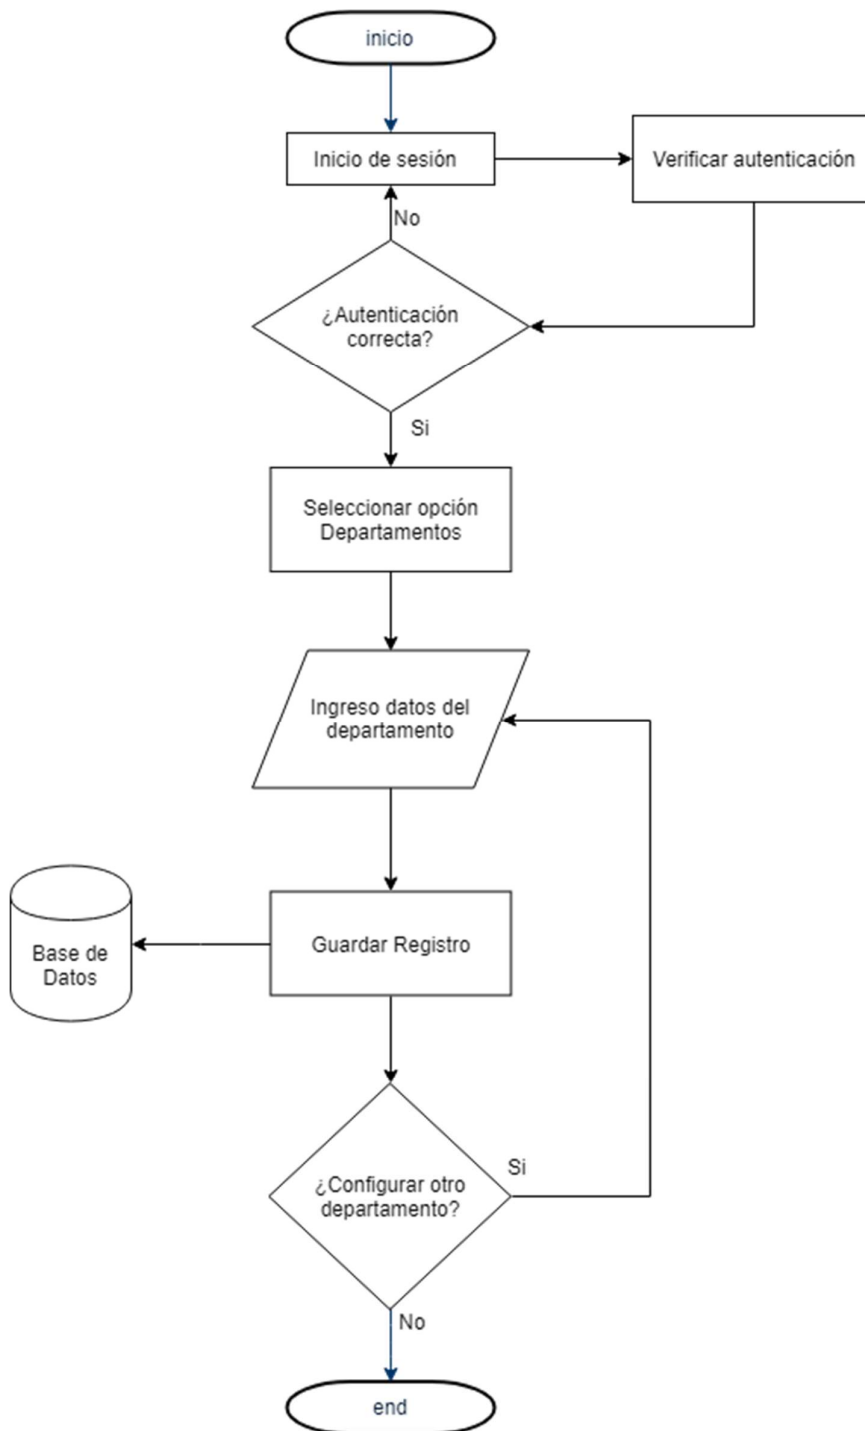 inicio
Inicio de sesión
Verificar autenticación
No
¿Autenticación
correcta?
Si
Seleccionar opción
Departamentos
Ingreso datos del
departamento
Guardar Registro
Base de
Datos
¿Configurar otro
departamento?
Si
No
end